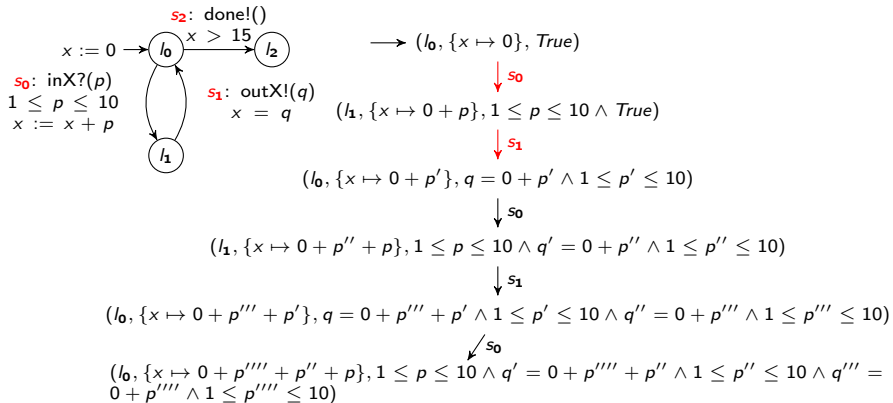 s₂: done!()
x > 15
x := 0
l₀
l₂
s₀: inX?(p)
1 ≤ p ≤ 10
x := x + p
s₁: outX!(q)
x = q
l₁
(l₀, {x ↦ 0}, True)
s₀
(l₁, {x ↦ 0 + p}, 1 ≤ p ≤ 10 ∧ True)
s₁
(l₀, {x ↦ 0 + p′}, q = 0 + p′ ∧ 1 ≤ p′ ≤ 10)
s₀
(l₁, {x ↦ 0 + p′′ + p}, 1 ≤ p ≤ 10 ∧ q′ = 0 + p′′ ∧ 1 ≤ p′′ ≤ 10)
s₁
(l₀, {x ↦ 0 + p′′′ + p′}, q = 0 + p′′′ + p′ ∧ 1 ≤ p′ ≤ 10 ∧ q′′ = 0 + p′′′ ∧ 1 ≤ p′′′ ≤ 10)
s₀
(l₀, {x ↦ 0 + p′′′′ + p′′ + p}, 1 ≤ p ≤ 10 ∧ q′ = 0 + p′′′′ + p′′ ∧ 1 ≤ p′′ ≤ 10 ∧ q′′′ =
0 + p′′′′ ∧ 1 ≤ p′′′′ ≤ 10)